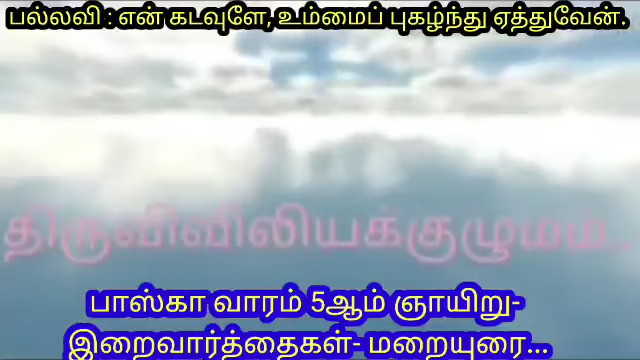 பல்லவி : என் கடவுளே, உம்மைப் புகழ்ந்து ஏத்துவேன்.
திருவிவிலியக்குழுமம்..
பாஸ்கா வாரம் 5ஆம் ஞாயிறு-
இறைவார்த்தைகள்- மறையுரை...